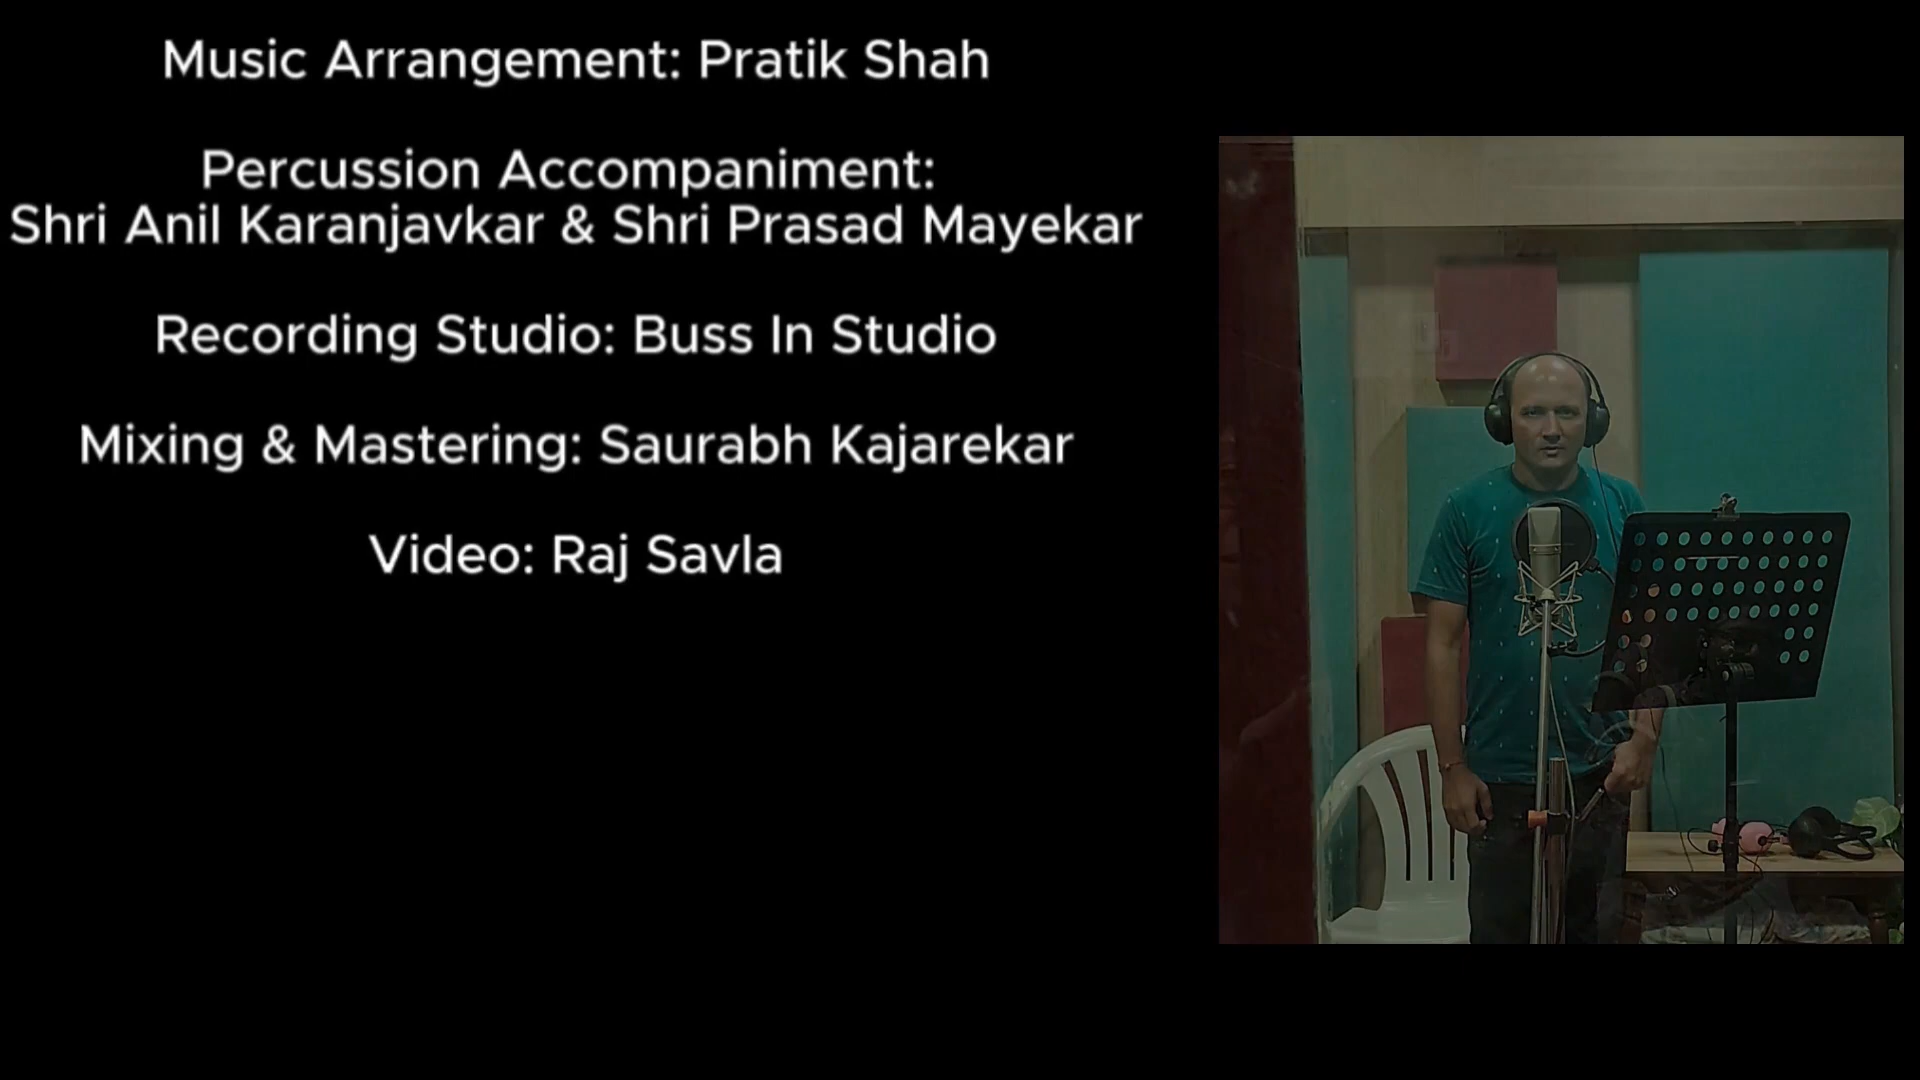 Music Arrangement: Pratik Shah
Percussion Accompaniment:
Shri Anil Karanjavkar & Shri Prasad Mayekar
Recording Studio: Buss In Studio
Mixing & Mastering: Saurabh Kajarekar
Video: Raj Savla